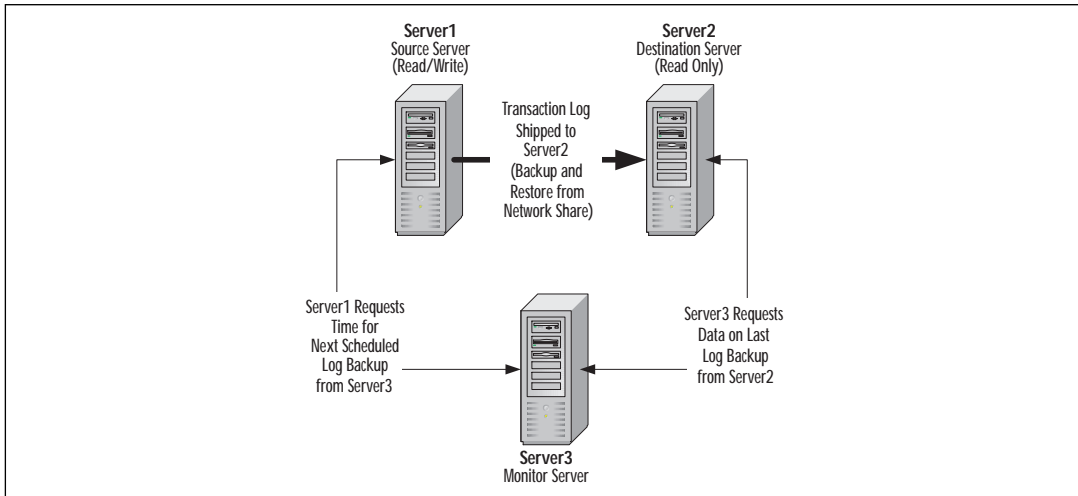 Server1
Source Server
(Read/Write)
Server2
Destination Server
(Read Only)
Transaction Log
Shipped to
Server2
(Backup and
Restore from
Network Share)
Server1 Requests
Time for
Next Scheduled
Log Backup
from Server3
Server3 Requests
Data on Last
Log Backup
from Server2
Server3
Monitor Server